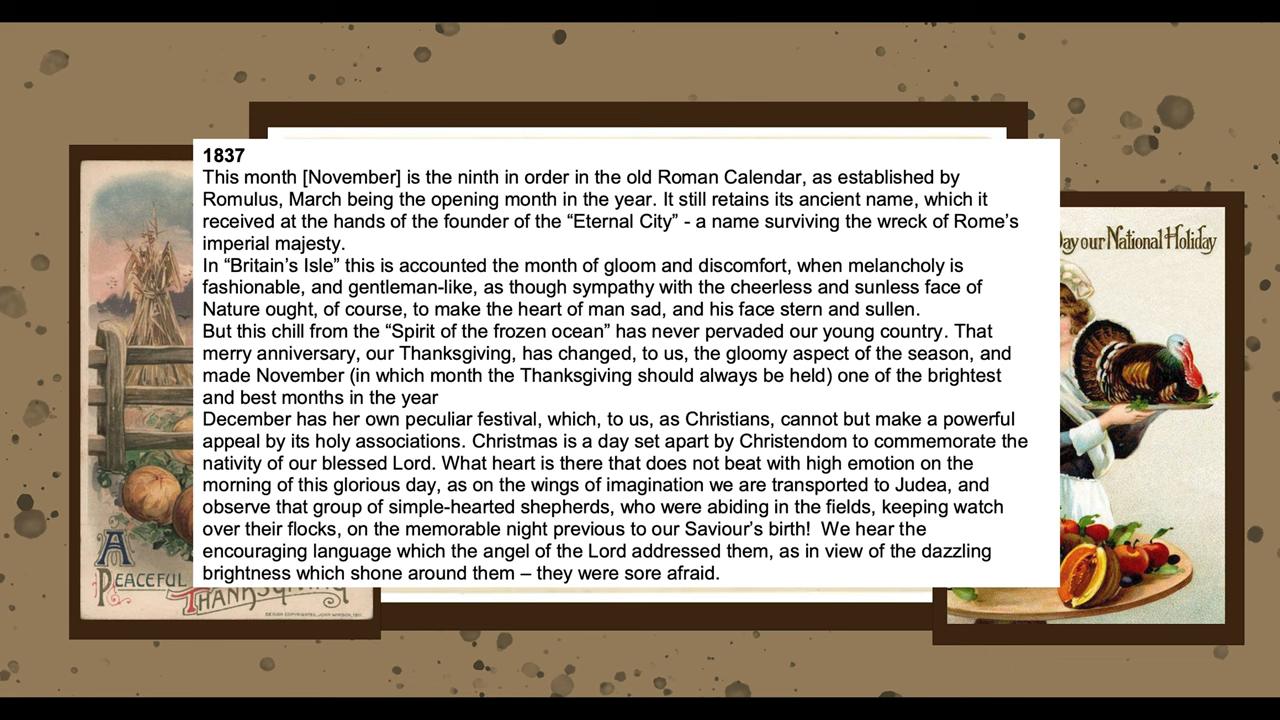 1837
This month [November] is the ninth in order in the old Roman Calendar, as established by
Romulus, March being the opening month in the year. It still retains its ancient name, which it
received at the hands of the founder of the “Eternal City” - a name surviving the wreck of Rome’s
imperial majesty.
In “Britain’s Isle” this is accounted the month of gloom and discomfort, when melancholy is
fashionable, and gentleman-like, as though sympathy with the cheerless and sunless face of
Nature ought, of course, to make the heart of man sad, and his face stern and sullen.
But this chill from the “Spirit of the frozen ocean” has never pervaded our young country. That
merry anniversary, our Thanksgiving, has changed, to us, the gloomy aspect of the season, and
made November (in which month the Thanksgiving should always be held) one of the brightest
and best months in the year
December has her own peculiar festival, which, to us, as Christians, cannot but make a powerful
appeal by its holy associations. Christmas is a day set apart by Christendom to commemorate the
nativity of our blessed Lord. What heart is there that does not beat with high emotion on the
morning of this glorious day, as on the wings of imagination we are transported to Judea, and
observe that group of simple-hearted shepherds, who were abiding in the fields, keeping watch
over their flocks, on the memorable night previous to our Saviour’s birth!  We hear the
encouraging language which the angel of the Lord addressed them, as in view of the dazzling
brightness which shone around them – they were sore afraid.
A
PEACEFUL
THANKSGIVING
Day our National Holiday